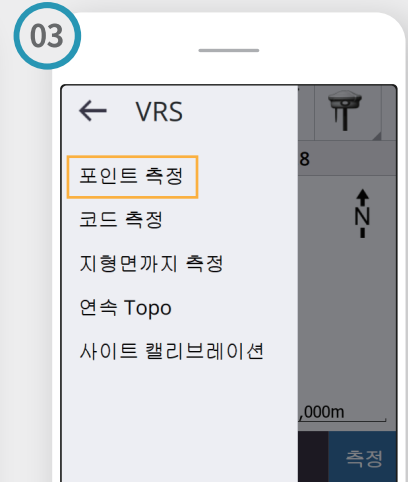 03
← VRS
포인트 측정
코드 측정
지형면까지 측정
연속 Topo
사이트 캘리브레이션
8
N
,000m
측정